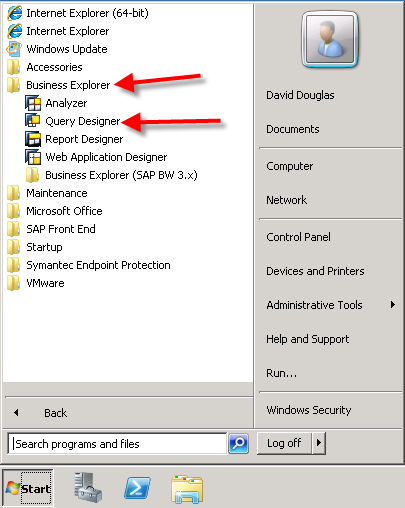 Internet Explorer (64-bit)
Internet Explorer
Windows Update
Accessories
Business Explorer
Analyzer
Query Designer
Report Designer
Web Application Designer
Business Explorer (SAP BW 3.x)
Maintenance
Microsoft Office
SAP Front End
Startup
Symantec Endpoint Protection
VMware
Back
Search programs and files
David Douglas
Documents
Computer
Network
Control Panel
Devices and Printers
Administrative Tools
Help and Support
Run...
Windows Security
Log off
Start